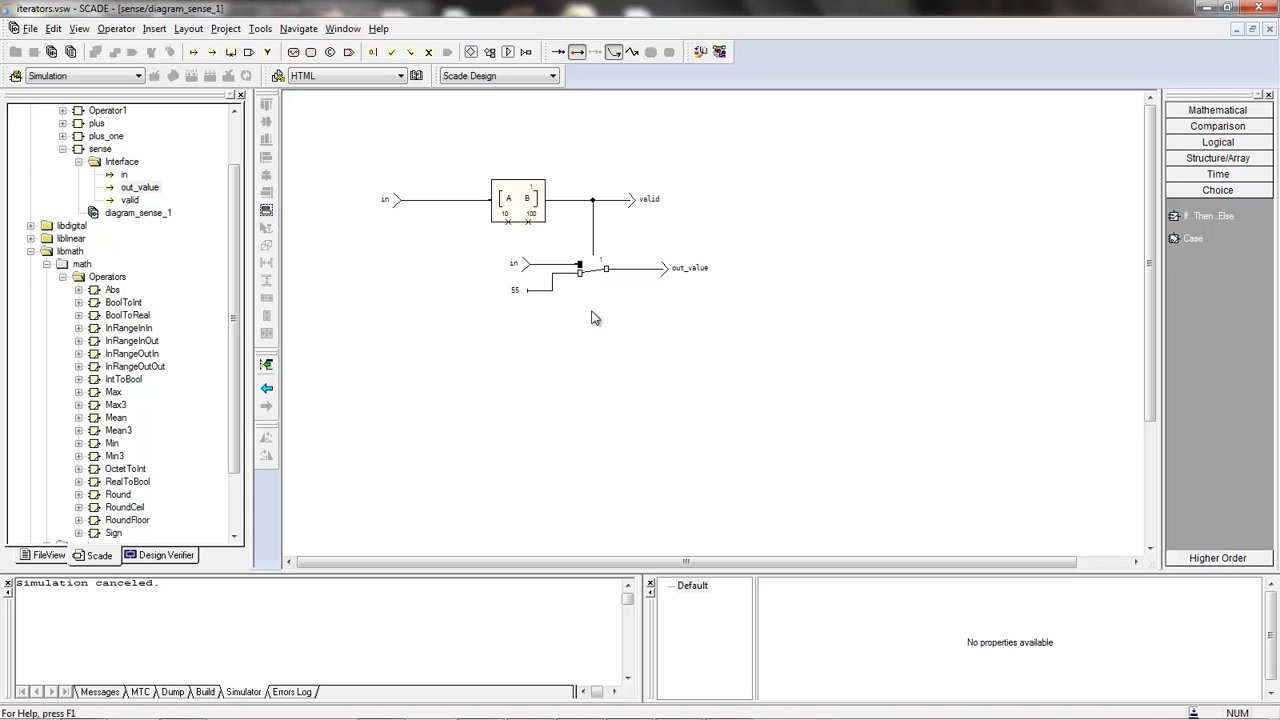 iterators.vsw - SCADE - [sense/diagram_sense_1]
File Edit View Operator Insert Layout Project Tools Navigate Window Help
Simulation HTML Scade Design
Operator1
plus
plus_one
sense
Interface
in
out_value
valid
diagram_sense_1
libdigital
liblinear
libmath
math
Operators
Abs
BoolToInt
BoolToReal
InRangeInIn
InRangeInOut
InRangeOutIn
InRangeOutOut
IntToBool
Max
Max3
Mean
Mean3
Min
Min3
OctetToInt
RealToBool
Round
RoundCeil
RoundFloor
Sign
FileView Scade Design Verifier
1
in A B valid
10 100
1
in out_value
55
Mathematical
Comparison
Logical
Structure/Array
Time
Choice
If..Then..Else
Case
Higher Order
Simulation canceled.
Messages MTC Dump Build Simulator Errors Log
Default
No properties available
For Help, press F1 NUM